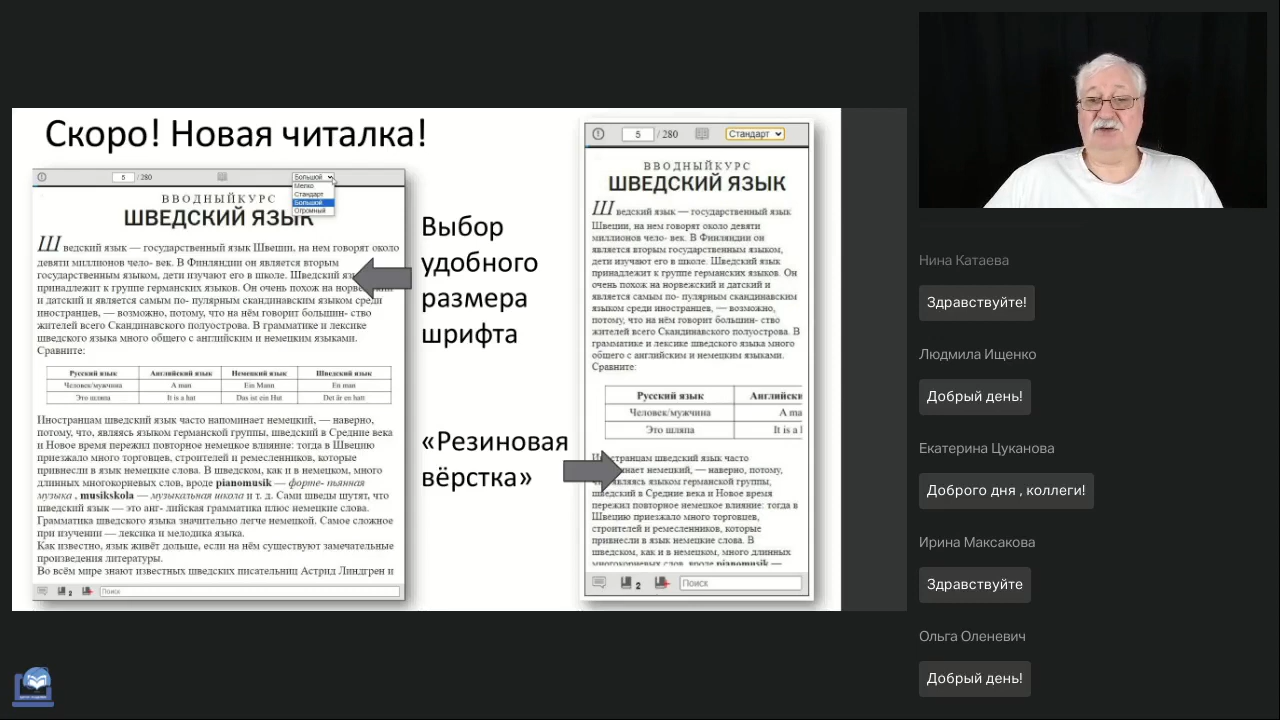 Скоро! Новая читалка!
5 / 280
Большой
Мелко
Стандарт
Большой
Огромный
ВВОДНЫЙКУРС
ШВЕДСКИЙ ЯЗЫК
Шведский язык — государственный язык Швеции, на нем говорят около
девяти миллионов чело- век. В Финляндии он является вторым
государственным языком, дети изучают его в школе. Шведский
принадлежит к группе германских языков. Он очень похож на
и датский и является самым по- пулярным скандинавским языком среди
иностранцев, — возможно, потому, что на нём говорит большин- ство
жителей всего Скандинавского полуострова. В грамматике и лексике
шведского языка много общего с английским и немецким языками.
Сравните:
Русский язык Английский язык Немецкий язык Шведский язык
Человек/мужчина A man Ein Mann En man
Это шляпа It is a hat Das ist ein Hut Det är en hatt
Иностранцам шведский язык часто напоминает немецкий, — наверно,
потому, что, являясь языком германской группы, шведский в Средние века
и Новое время пережил повторное немецкое влияние: тогда в Швецию
приезжало много торговцев, строителей и ремесленников, которые
привнесли в язык немецкие слова. В шведском, как и в немецком, много
длинных многокорневых слов, вроде pianomusik — форте- пьянная
музыка , musikskola — музыкальная школа и т. д. Сами шведы шутят, что
шведский язык — это анг- лийская грамматика плюс немецкие слова.
Грамматика шведского языка значительно легче немецкой. Самое сложное
при изучении — лексика и мелодика языка.
Как известно, язык живёт дольше, если на нём существуют замечательные
произведения литературы.
Во всём мире знают известных шведских писательниц Астрид Линдгрен и
2
Поиск
Выбор
удобного
размера
шрифта
«Резиновая
вёрстка»
5 / 280
Стандарт
ВВОДНЫЙКУРС
ШВЕДСКИЙ ЯЗЫК
Шведский язык — государственный язык
Швеции, на нем говорят около девяти
миллионов чело- век. В Финляндии он
является вторым государственным языком,
дети изучают его в школе. Шведский язык
принадлежит к группе германских языков. Он
очень похож на норвежский и датский и
является самым по- пулярным скандинавским
языком среди иностранцев, — возможно,
потому, что на нём говорит большин- ство
жителей всего Скандинавского полуострова. В
грамматике и лексике шведского языка много
общего с английским и немецким языками.
Сравните:
Русский язык Английск
Человек/мужчина A ma
Это шляпа It is a
шведский язык часто
немецкий, — наверно, потому,
являясь языком германской группы,
шведский в Средние века и Новое время
пережил повторное немецкое влияние: тогда в
Швецию приезжало много торговцев,
строителей и ремесленников, которые
привнесли в язык немецкие слова. В
шведском, как и в немецком, много длинных
многокорневых слов, вроде pianomusik —
2
Поиск
Нина Катаева
Здравствуйте!
Людмила Ищенко
Добрый день!
Екатерина Цуканова
Доброго дня , коллеги!
Ирина Максакова
Здравствуйте
Ольга Оленевич
Добрый день!